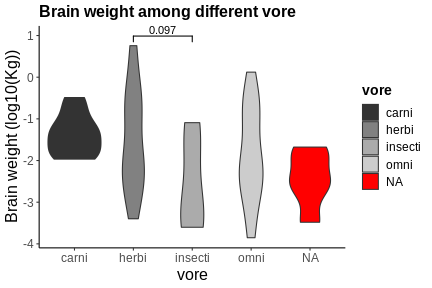 Brain weight among different vore
Brain weight (log10(Kg))
1
0
-1
-2
-3
-4
0.097
carni
herbi
insecti
omni
NA
vore
vore
carni
herbi
insecti
omni
NA